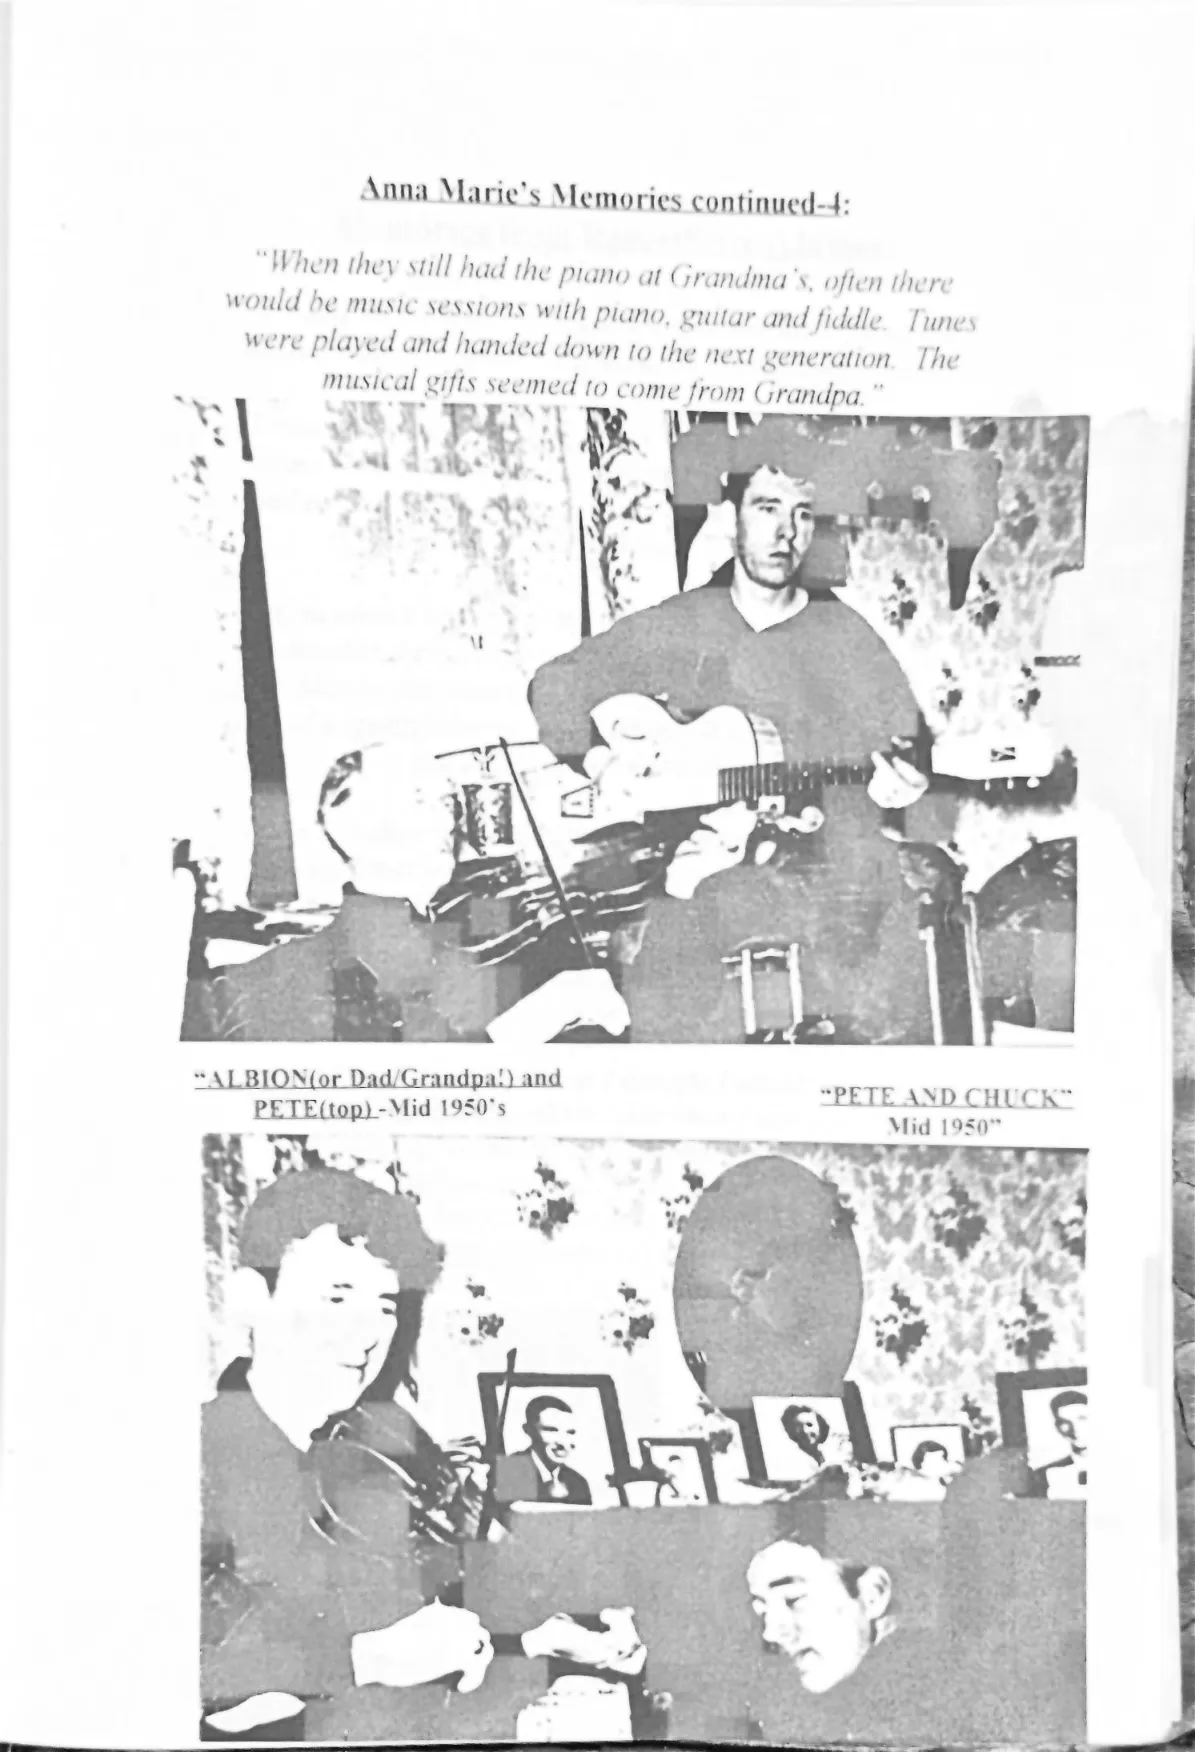 Anna Marie's Memories continued-4:
"When they still had the piano at Grandma's, often there
would be music sessions with piano, guitar and fiddle. Tunes
were played and handed down to the next generation. The
musical gifts seemed to come from Grandpa."
"ALBION(or Dad/Grandpa!) and
PETE(top) -Mid 1950's
"PETE AND CHUCK"
Mid 1950"